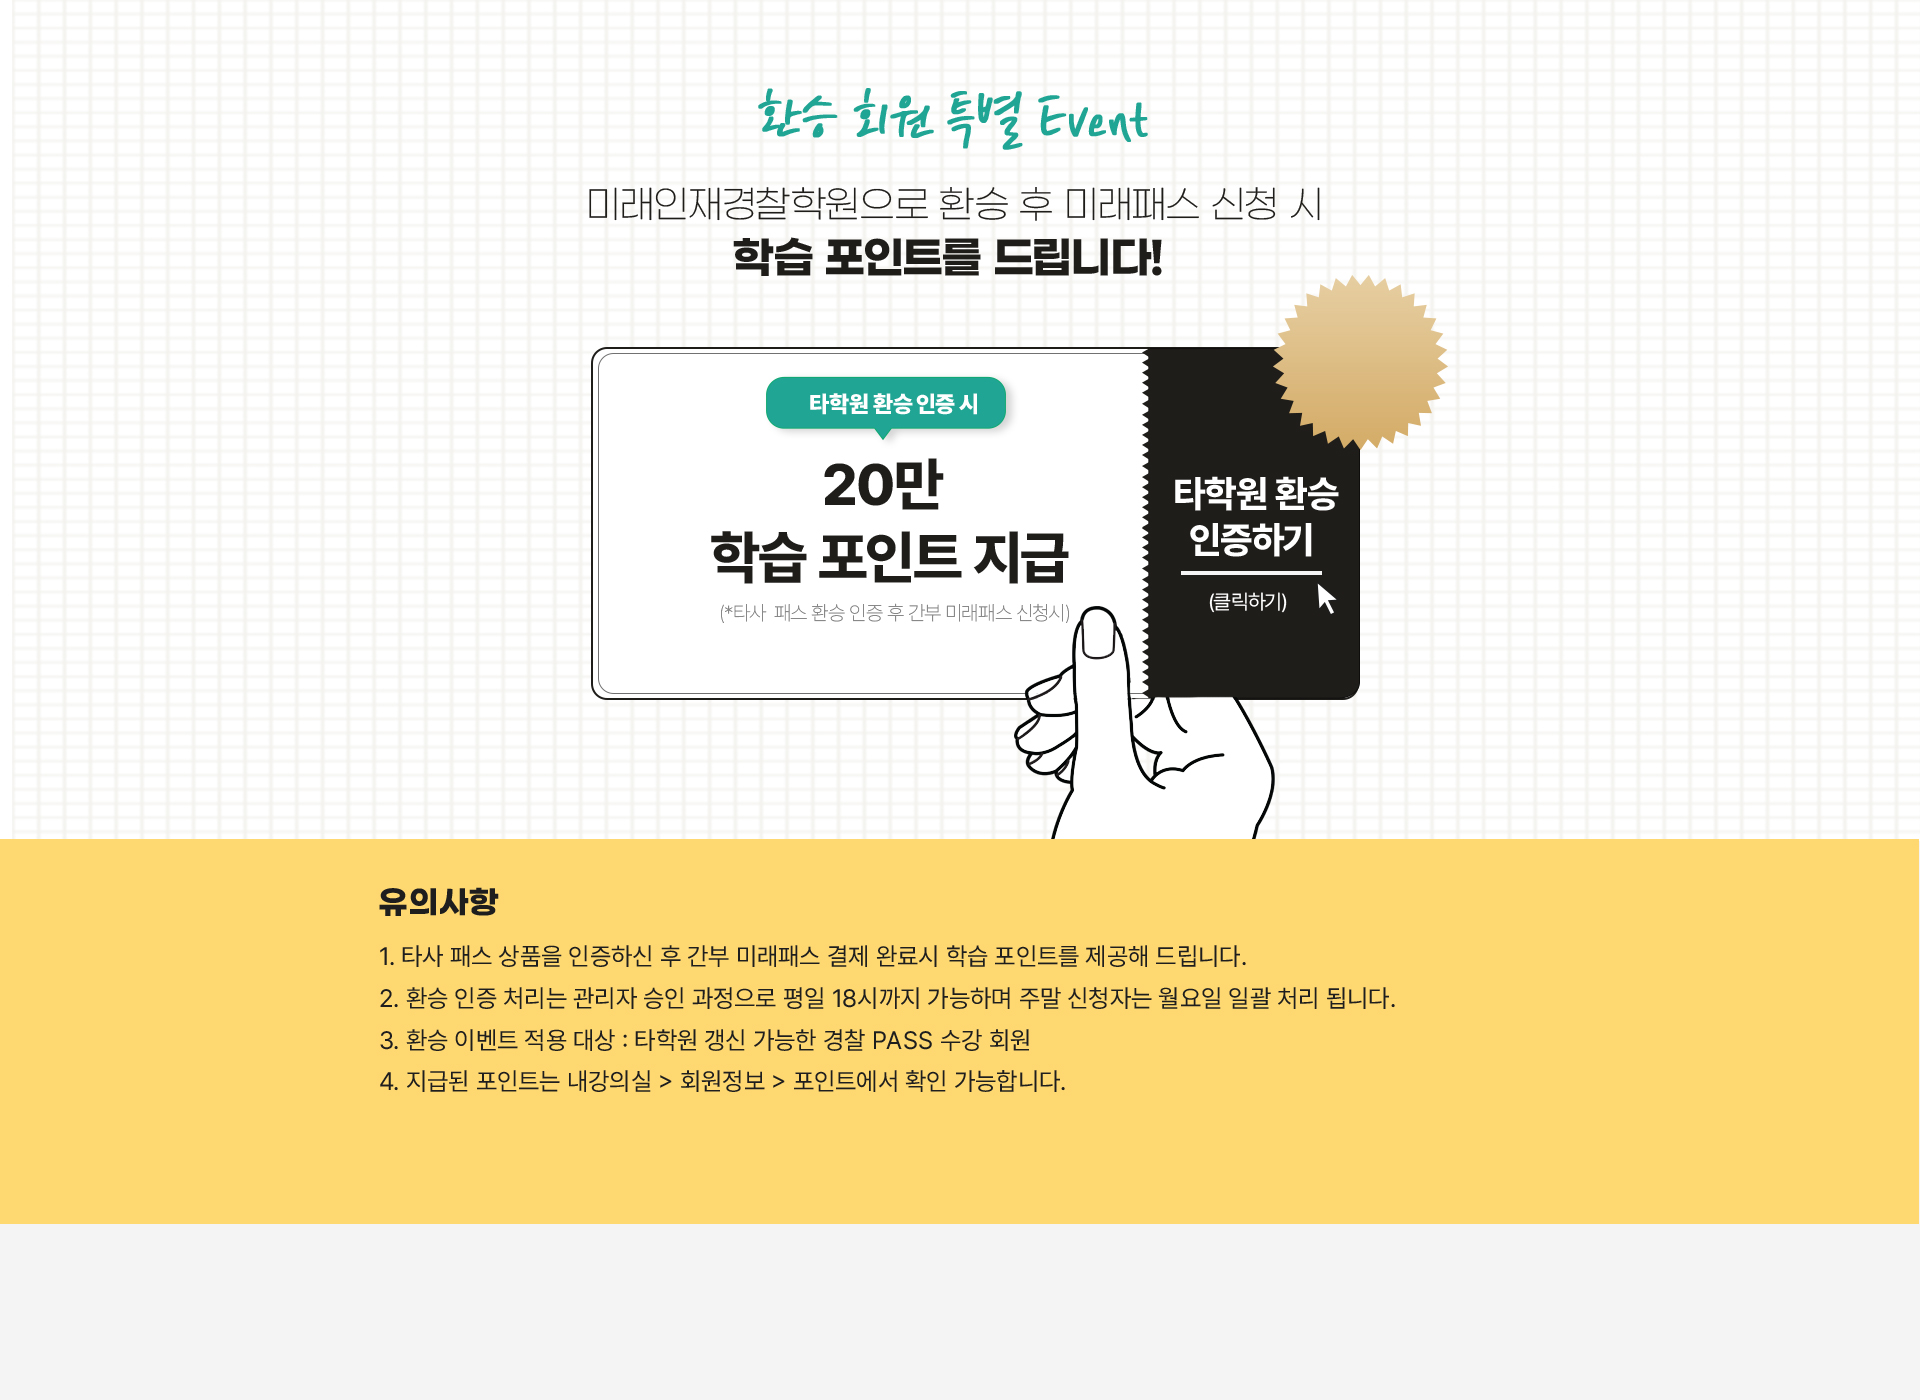 환승 회원 특별 Event
미래인재경찰학원으로 환승 후 미래패스 신청 시
학습 포인트를 드립니다!
타학원 환승 인증 시
20만
학습 포인트 지급
(*타사 패스 환승 인증 후 간부 미래패스 신청시)
타학원 환승
인증하기
(클릭하기)
유의사항
1. 타사 패스 상품을 인증하신 후 간부 미래패스 결제 완료시 학습 포인트를 제공해 드립니다.
2. 환승 인증 처리는 관리자 승인 과정으로 평일 18시까지 가능하며 주말 신청자는 월요일 일괄 처리 됩니다.
3. 환승 이벤트 적용 대상 : 타학원 갱신 가능한 경찰 PASS 수강 회원
4. 지급된 포인트는 내강의실 > 회원정보 > 포인트에서 확인 가능합니다.